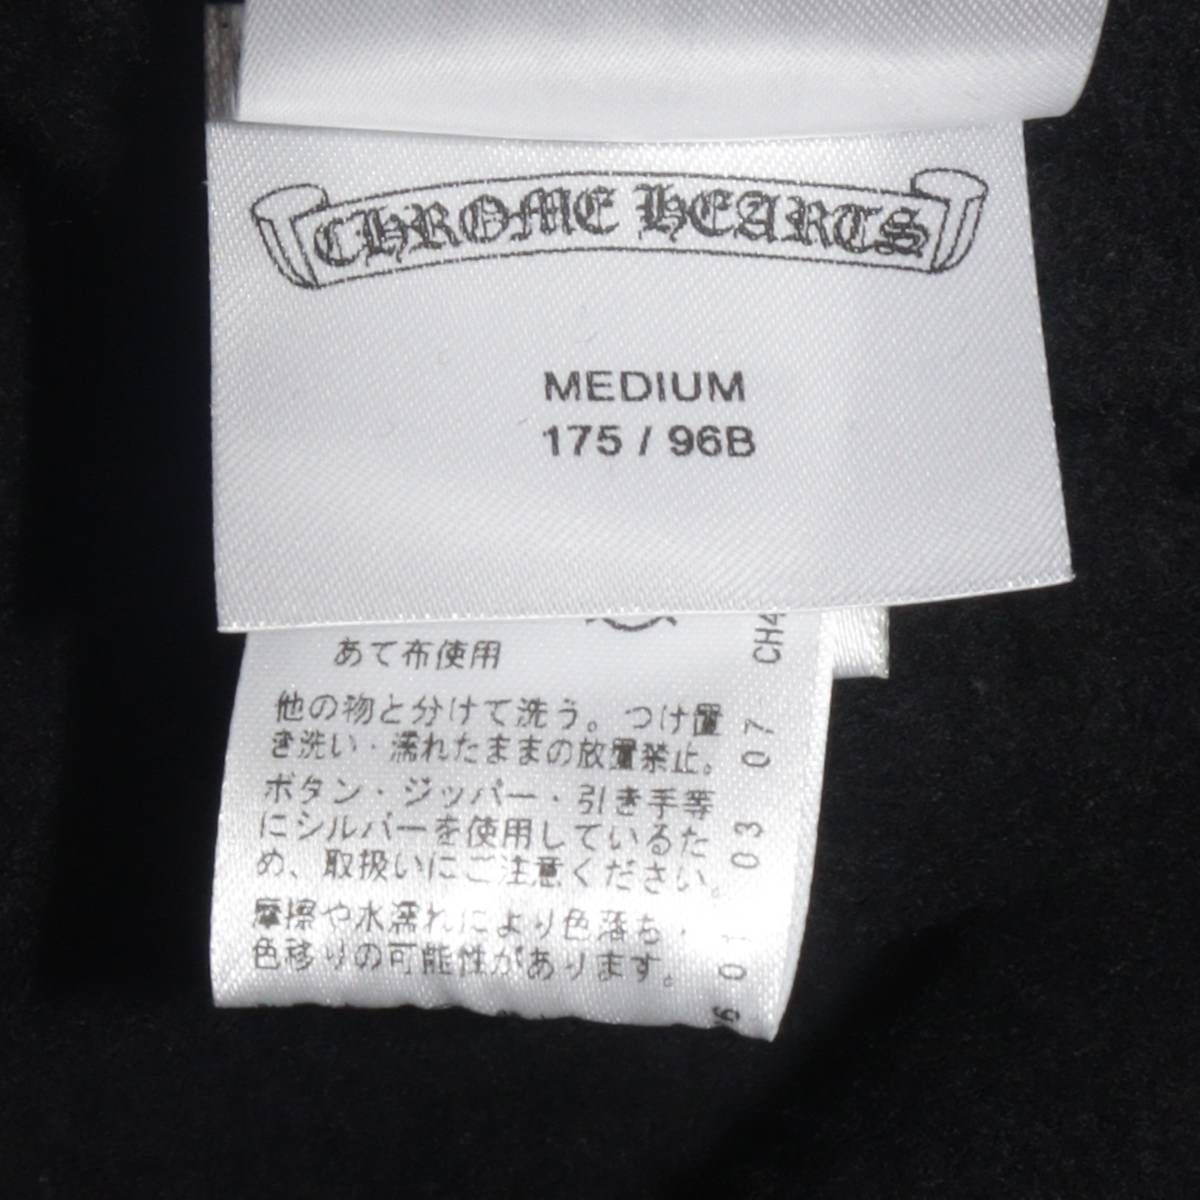 CHROME HEARTS
MEDIUM
175 / 96B
あて布使用
他の物と分けて洗う。つけ置
き洗い・濡れたままの放置禁止。
ボタン・ジッパー・引き手等
にシルバーを使用しているた
め、取扱いにご注意ください。
摩擦や水濡れにより色落ち・
色移りの可能性があります。
01 03 07 CH4